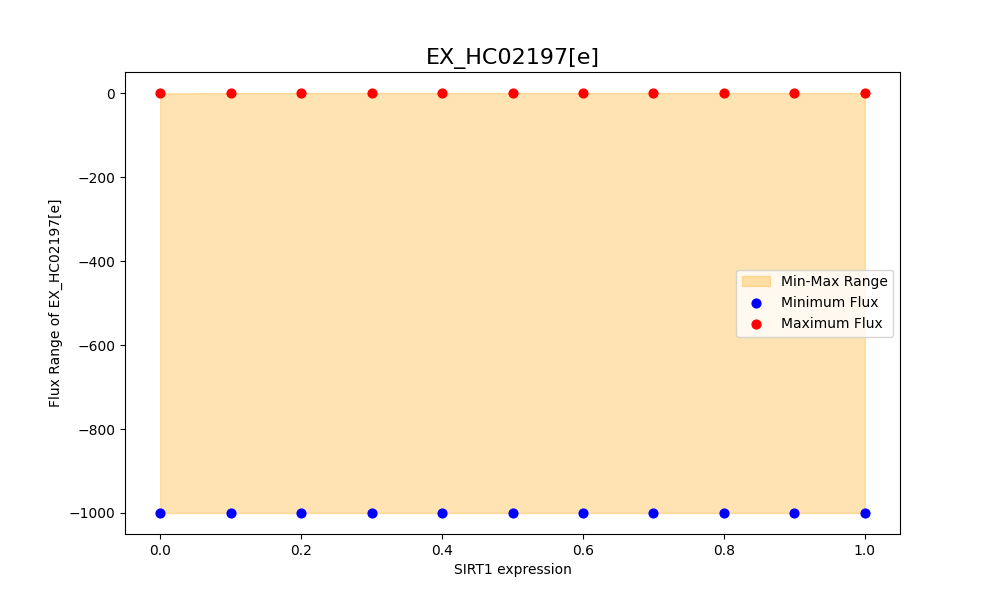 EX_HC02197[e]
Flux Range of EX_HC02197[e]
0
−200
−400
−600
−800
−1000
Min-Max Range
Minimum Flux
Maximum Flux
0.0
0.2
0.4
0.6
0.8
1.0
SIRT1 expression